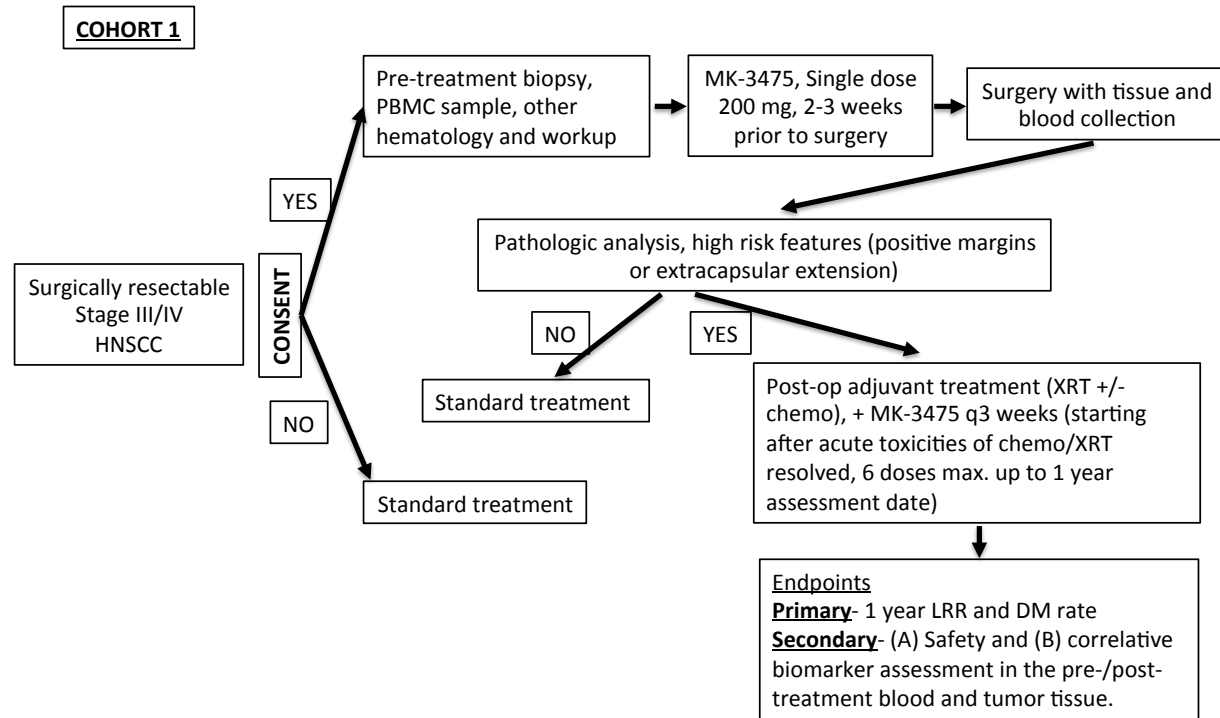 COHORT 1
Pre-treatment biopsy,
PBMC sample, other
hematology and workup
MK-3475, Single dose
200 mg, 2-3 weeks
prior to surgery
Surgery with tissue and
blood collection
YES
Pathologic analysis, high risk features (positive margins
or extracapsular extension)
Surgically resectable
Stage III/IV
HNSCC
CONSENT
NO
YES
Standard treatment
NO
Post-op adjuvant treatment (XRT +/-
chemo), + MK-3475 q3 weeks (starting
after acute toxicities of chemo/XRT
resolved, 6 doses max. up to 1 year
assessment date)
Standard treatment
Endpoints
Primary- 1 year LRR and DM rate
Secondary- (A) Safety and (B) correlative
biomarker assessment in the pre-/post-
treatment blood and tumor tissue.